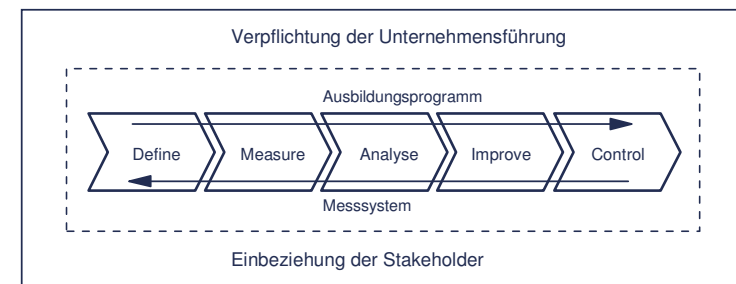 Verpflichtung der Unternehmensführung
Ausbildungsprogramm
Define Measure Analyse Improve Control
Messsystem
Einbeziehung der Stakeholder